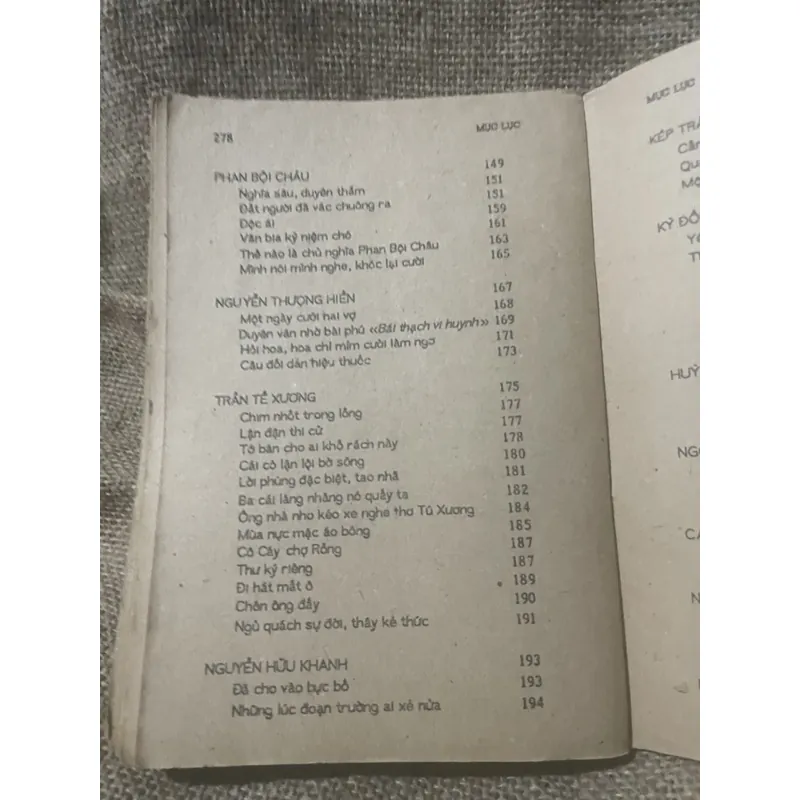 278 MỤC LỤC
PHAN BỘI CHÂU 149
Nghĩa sâu, duyên thắm 151
Đất người đã vác chuông ra 151
Độc ái 159
Văn bia kỷ niệm chó 161
Thế nào là chủ nghĩa Phan Bội Châu 163
Mình nói mình nghe, khóc lại cười 165
NGUYỄN THƯỢNG HIỀN 167
Một ngày cưới hai vợ 168
Duyên văn nhờ bài phú «Bái thạch vi huynh» 169
Hỏi hoa, hoa chỉ mỉm cười làm ngơ 171
Câu đối dán hiệu thuốc 173
TRẦN TẾ XƯƠNG 175
Chim nhốt trong lồng 177
Lận đận thi cử 177
Tớ bán cho ai khố rách này 178
Cái cò lặn lội bờ sông 180
Lời phúng đặc biệt, tao nhã 181
Ba cái lăng nhăng nó quấy ta 182
Ông nhà nho kéo xe nghe thơ Tú Xương 184
Mùa nực mặc áo bông 185
Cô Cáy chợ Rồng 187
Thư ký riêng 187
Đi hát mất ô 189
Chân ông đầy 190
Ngủ quách sự đời, thây kẻ thức 191
NGUYỄN HỮU KHANH 193
Đã cho vào bực bồ 193
Những lúc đoạn trường ai xẻ nửa 194
MỤC LỤC
KÉP TRÀ
KỲ ĐỒ
HUỲ